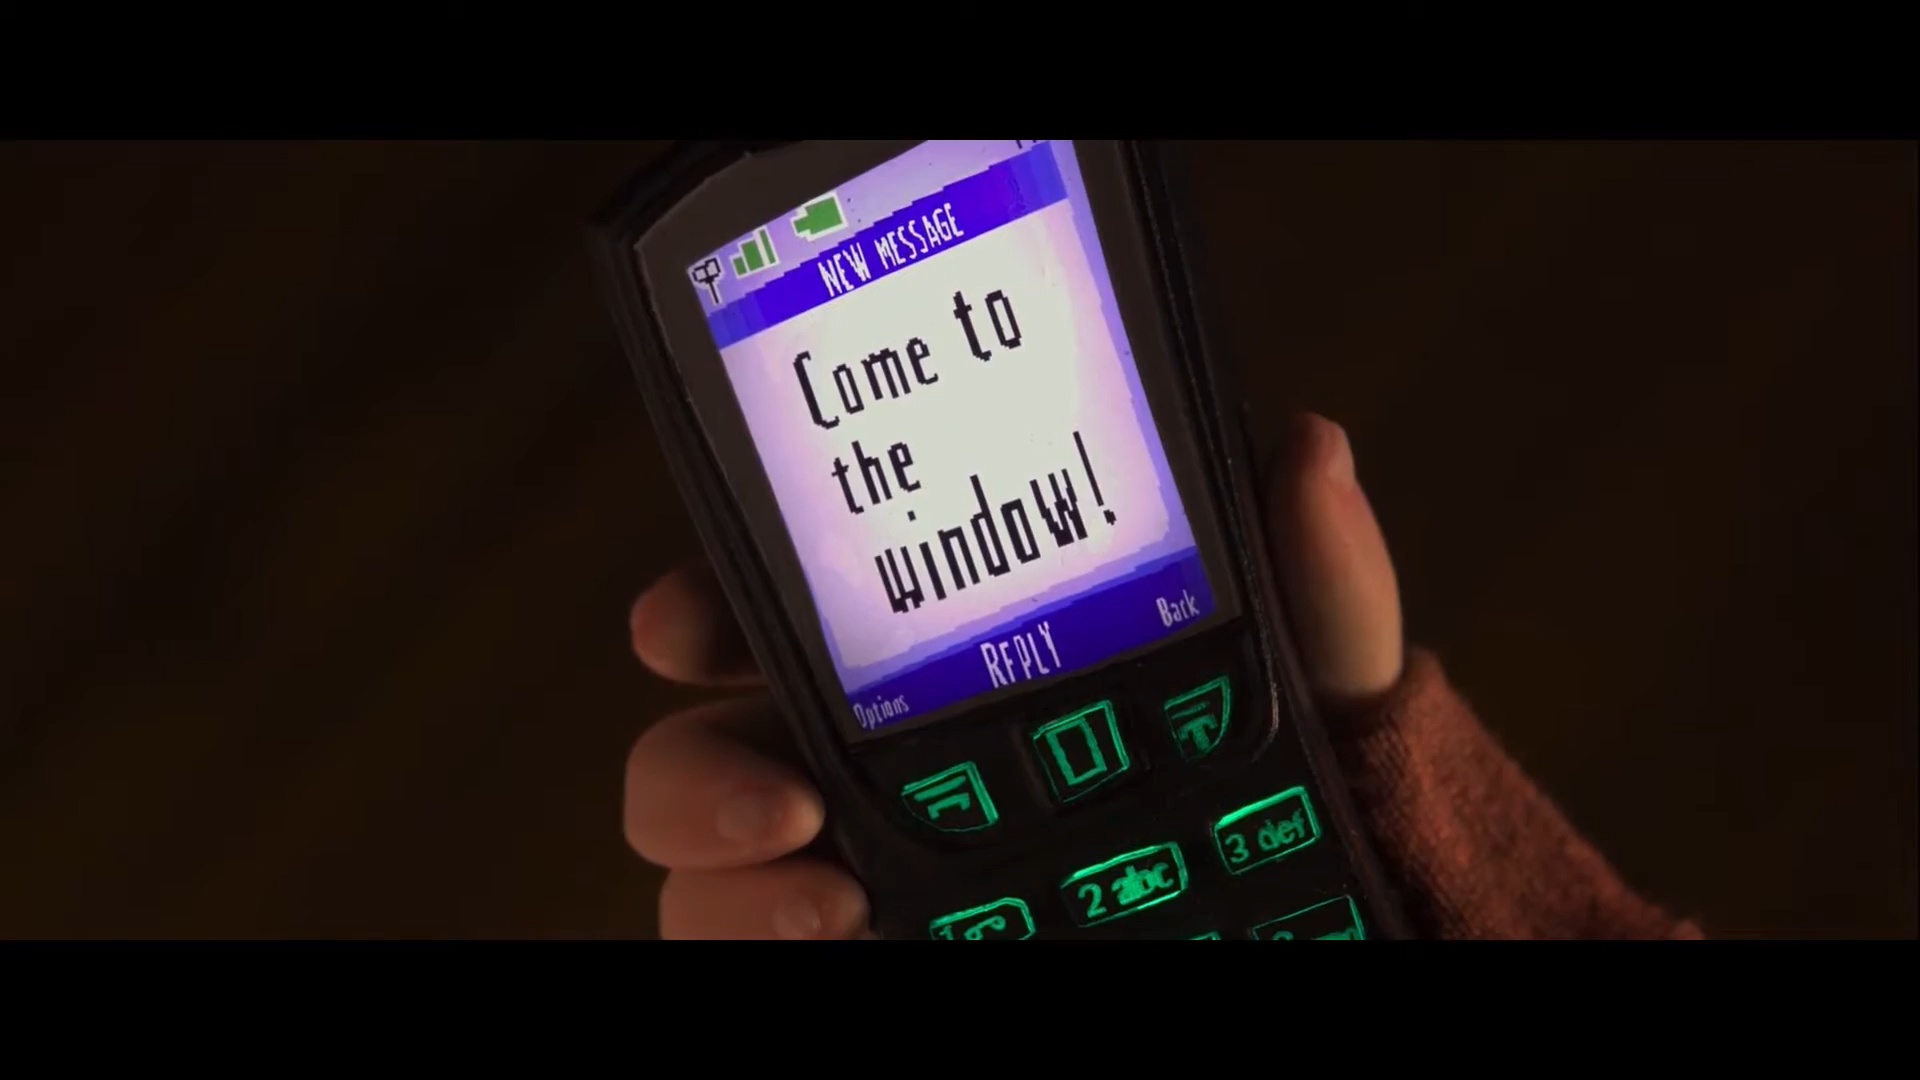 NEW MESSAGE
Come to
the
window!
REPLY
Back
Options
3 def
2 abc